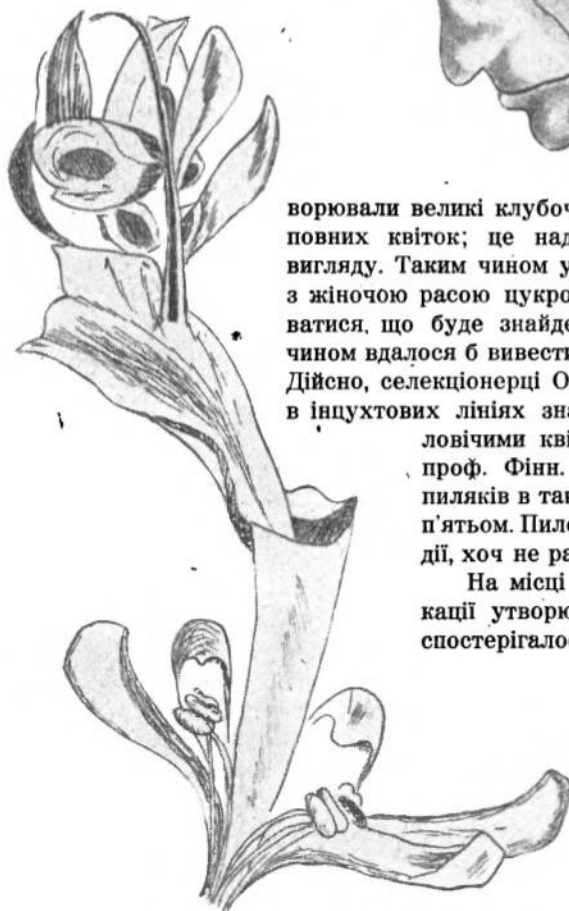 ворювали великі клубоч
повних квіток; це над
вигляду. Таким чином у
з жіночою расою цукро
ватися, що буде знайде
чином вдалося б вивести
Дійсно, селекціонерці О
в інцухтових лініях зна
ловічими кві
проф. Фінн.
пиляків в так
п'ятьом. Пило
дії, хоч не ра
На місці
кації утворю
спостерігалос